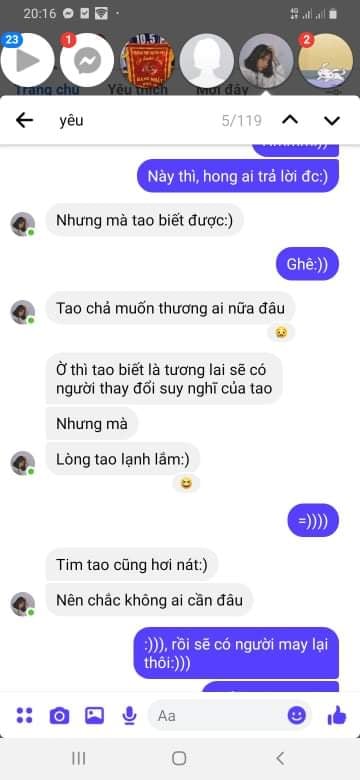 20:16
4G
23
1
10.5
2
Trang chủ Yêu thích Mới đây
yêu 5/119
Này thì, hong ai trả lời đc:)
Nhưng mà tao biết được:)
Ghê:))
Tao chả muốn thương ai nữa đâu
Ờ thì tao biết là tương lai sẽ có
người thay đổi suy nghĩ của tao
Nhưng mà
Lòng tao lạnh lắm:)
=))))
Tim tao cũng hơi nát:)
Nên chắc không ai cần đâu
:))), rồi sẽ có người may lại
thôi:)))
Aa